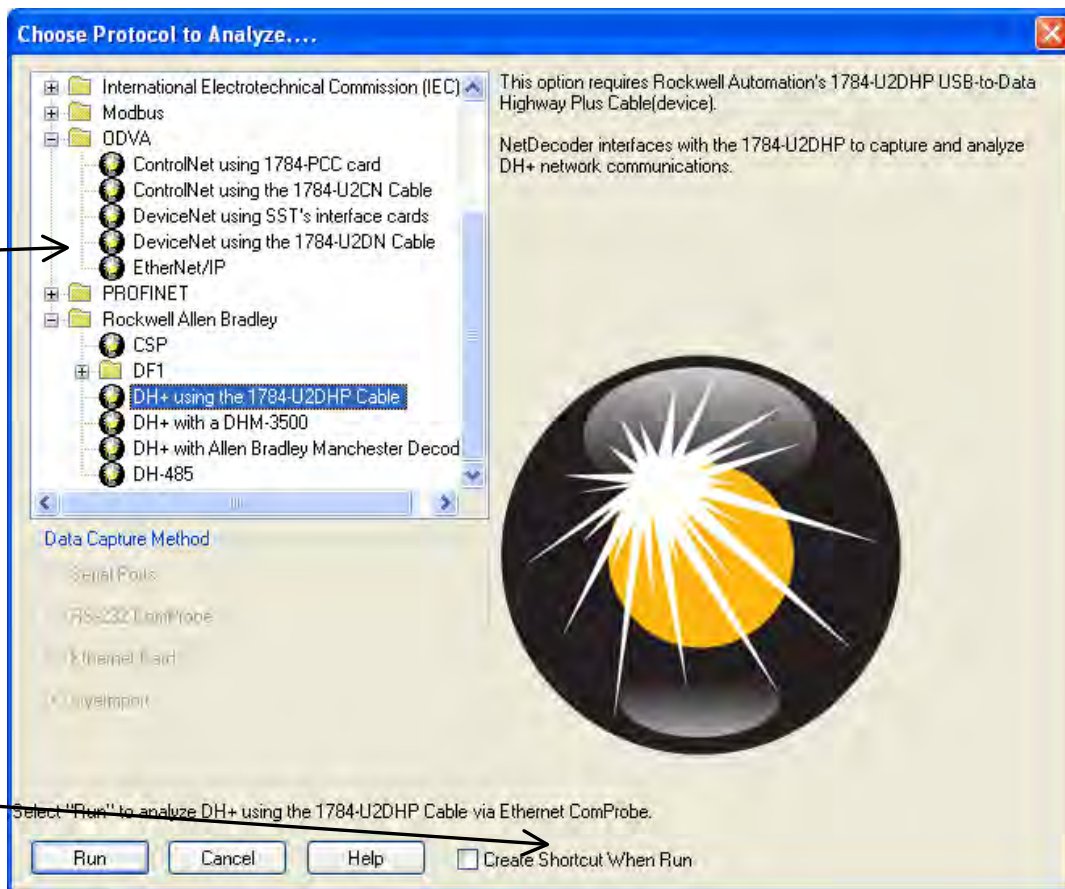 Choose Protocol to Analyze....
International Electrotechnical Commission (IEC)
Modbus
ODVA
ControlNet using 1784-PCC card
ControlNet using the 1784-U2CN Cable
DeviceNet using SST's interface cards
DeviceNet using the 1784-U2DN Cable
EtherNet/IP
PROFINET
Rockwell Allen Bradley
CSP
DF1
DH+ using the 1784-U2DHP Cable
DH+ with a DHM-3500
DH+ with Allen Bradley Manchester Decod
DH-485
This option requires Rockwell Automation's 1784-U2DHP USB-to-Data
Highway Plus Cable(device).
NetDecoder interfaces with the 1784-U2DHP to capture and analyze
DH+ network communications.
Data Capture Method
Serial Ports
RS-232 ComProbe
Ethernet Card
LiveImport
Select "Run" to analyze DH+ using the 1784-U2DHP Cable via Ethernet ComProbe.
Run
Cancel
Help
Create Shortcut When Run